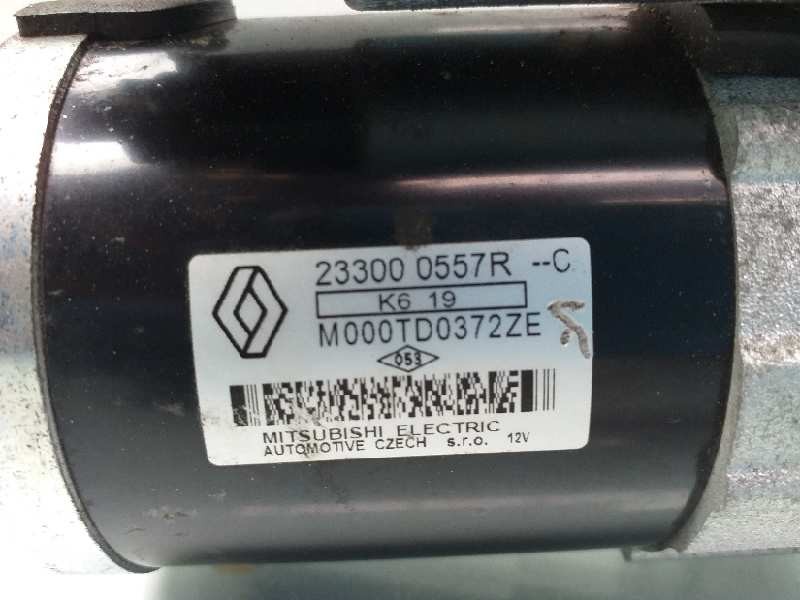 23300 0557R --C
K6 19
M000TD0372ZE
053
MITSUBISHI ELECTRIC
AUTOMOTIVE CZECH s.r.o. 12V